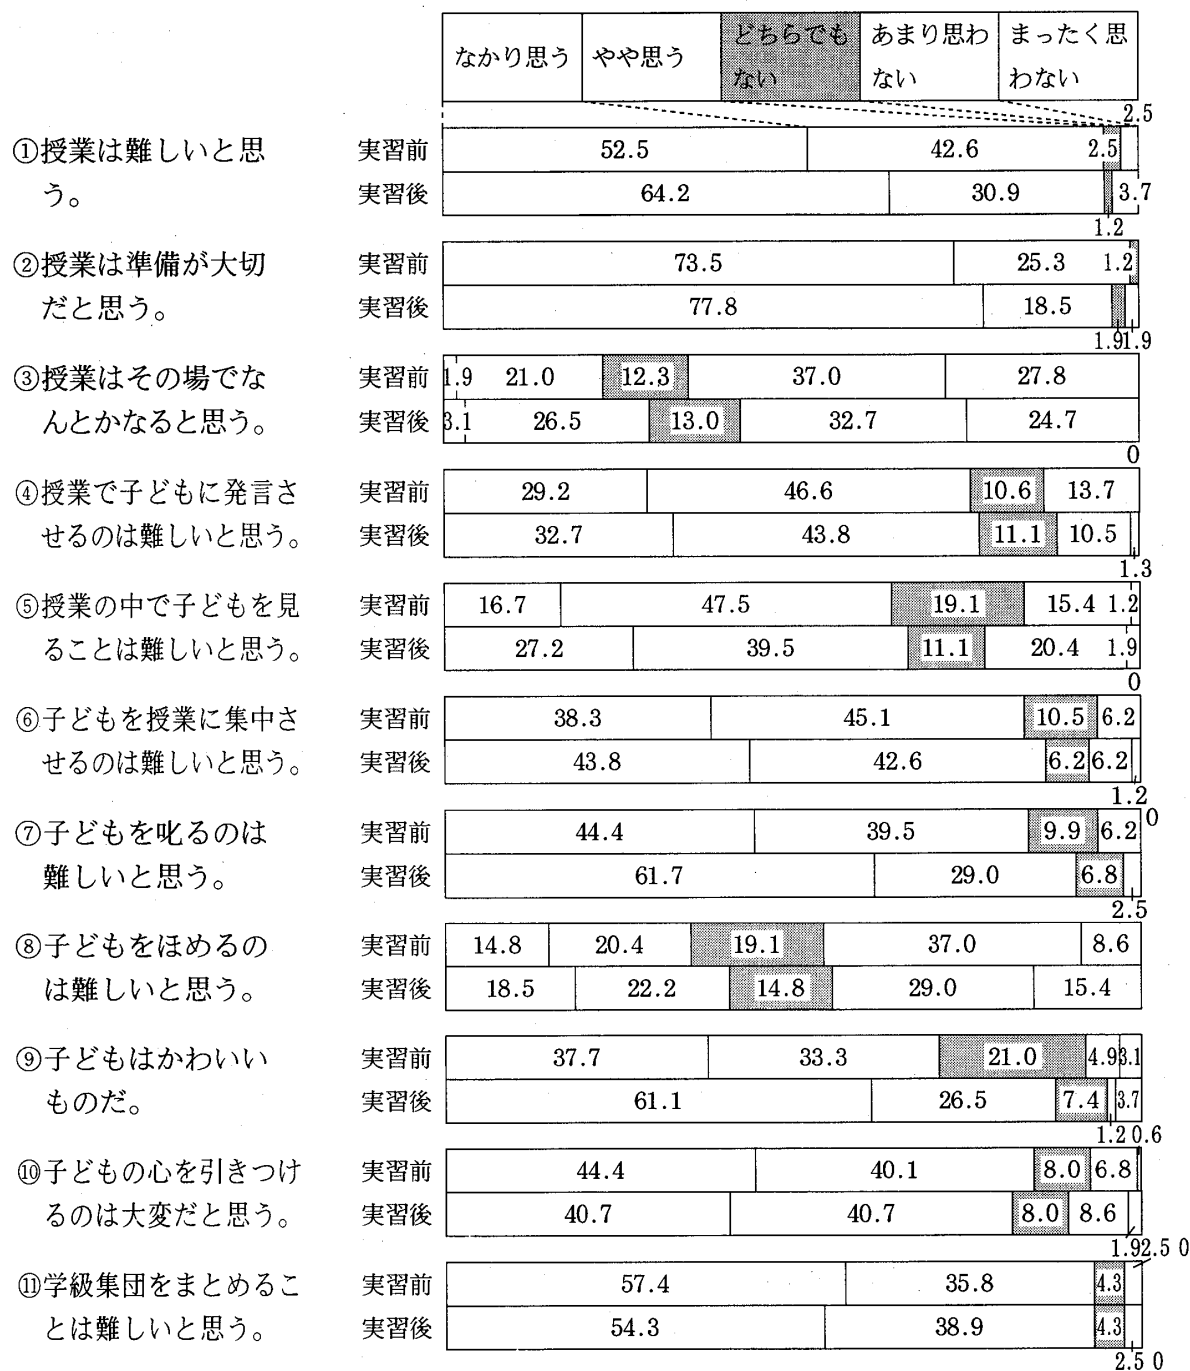 なかり思う やや思う どちらでも あまり思わ まったく思
ない ない わない
2.5
①授業は難しいと思 実習前 52.5 42.6 2.5
う。 実習後 64.2 30.9 3.7
1.2
②授業は準備が大切 実習前 73.5 25.3 1.2
だと思う。 実習後 77.8 18.5
1.9 1.9
③授業はその場でな 実習前 1.9 21.0 12.3 37.0 27.8
んとかなると思う。 実習後 3.1 26.5 13.0 32.7 24.7
0
④授業で子どもに発言さ 実習前 29.2 46.6 10.6 13.7
せるのは難しいと思う。 実習後 32.7 43.8 11.1 10.5
1.3
⑤授業の中で子どもを見 実習前 16.7 47.5 19.1 15.4 1.2
ることは難しいと思う。 実習後 27.2 39.5 11.1 20.4 1.9
0
⑥子どもを授業に集中さ 実習前 38.3 45.1 10.5 6.2
せるのは難しいと思う。 実習後 43.8 42.6 6.2 6.2
1.2
⑦子どもを叱るのは 実習前 44.4 39.5 9.9 6.2 0
難しいと思う。 実習後 61.7 29.0 6.8
2.5
⑧子どもをほめるの 実習前 14.8 20.4 19.1 37.0 8.6
は難しいと思う。 実習後 18.5 22.2 14.8 29.0 15.4
⑨子どもはかわいい 実習前 37.7 33.3 21.0 4.9 3.1
ものだ。 実習後 61.1 26.5 7.4 3.7
1.2 0.6
⑩子どもの心を引きつけ 実習前 44.4 40.1 8.0 6.8
るのは大変だと思う。 実習後 40.7 40.7 8.0 8.6
1.9 2.5 0
⑪学級集団をまとめるこ 実習前 57.4 35.8 4.3
とは難しいと思う。 実習後 54.3 38.9 4.3
2.5 0